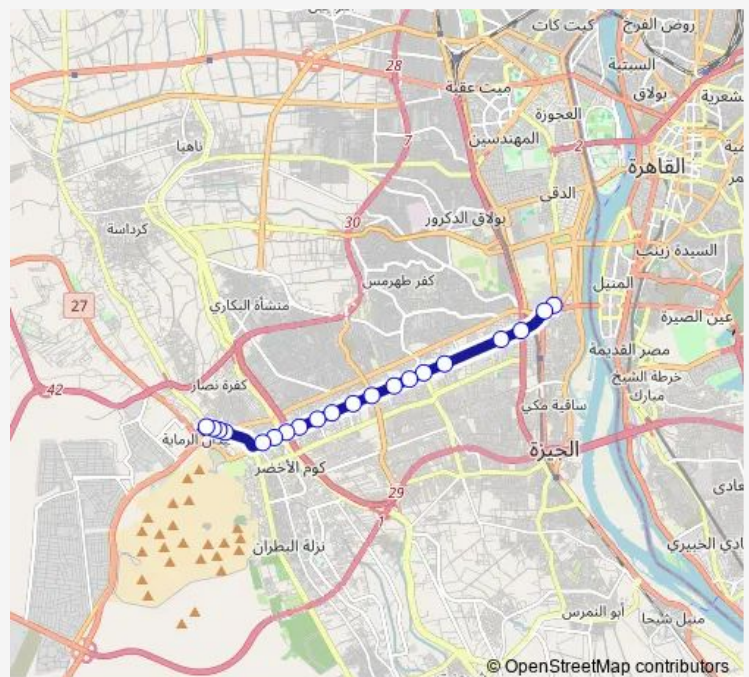 روض الفرج
كيت كات
السبتية
28
ميت عقبة
بولاق
العجوزة
7
المهندسين
2
ناهيا
القاهرة
الدقي
بولاق الدكرور
30
كرداسة
السيدة زينب
كفر طهرمس
المنيل
27
منشأة البكاري
عين الصيرة
مصر القديمة
42
كفرة نصار
خرطة الشيخ
مبارك
ساقية مكي
الرماية
الجيزة
كوم الأخضر
29
1
نزلة البطران
أبو النمرس
منيل شيحا
© OpenStreetMap contributors